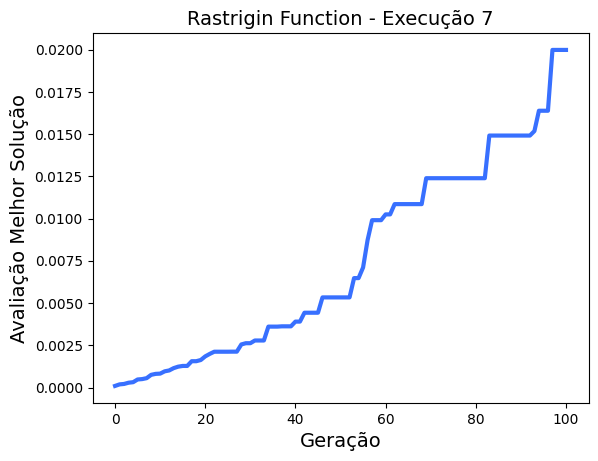 Rastrigin Function - Execução 7
Avaliação Melhor Solução
0.0200
0.0175
0.0150
0.0125
0.0100
0.0075
0.0050
0.0025
0.0000
0 20 40 60 80 100
Geração